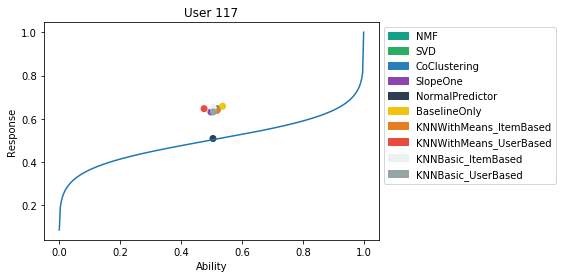 User 117
1.0
0.8
0.6
0.4
0.2
Response
0.0
0.2
0.4
0.6
0.8
1.0
Ability
NMF
SVD
CoClustering
SlopeOne
NormalPredictor
BaselineOnly
KNNWithMeans_ItemBased
KNNWithMeans_UserBased
KNNBasic_ItemBased
KNNBasic_UserBased